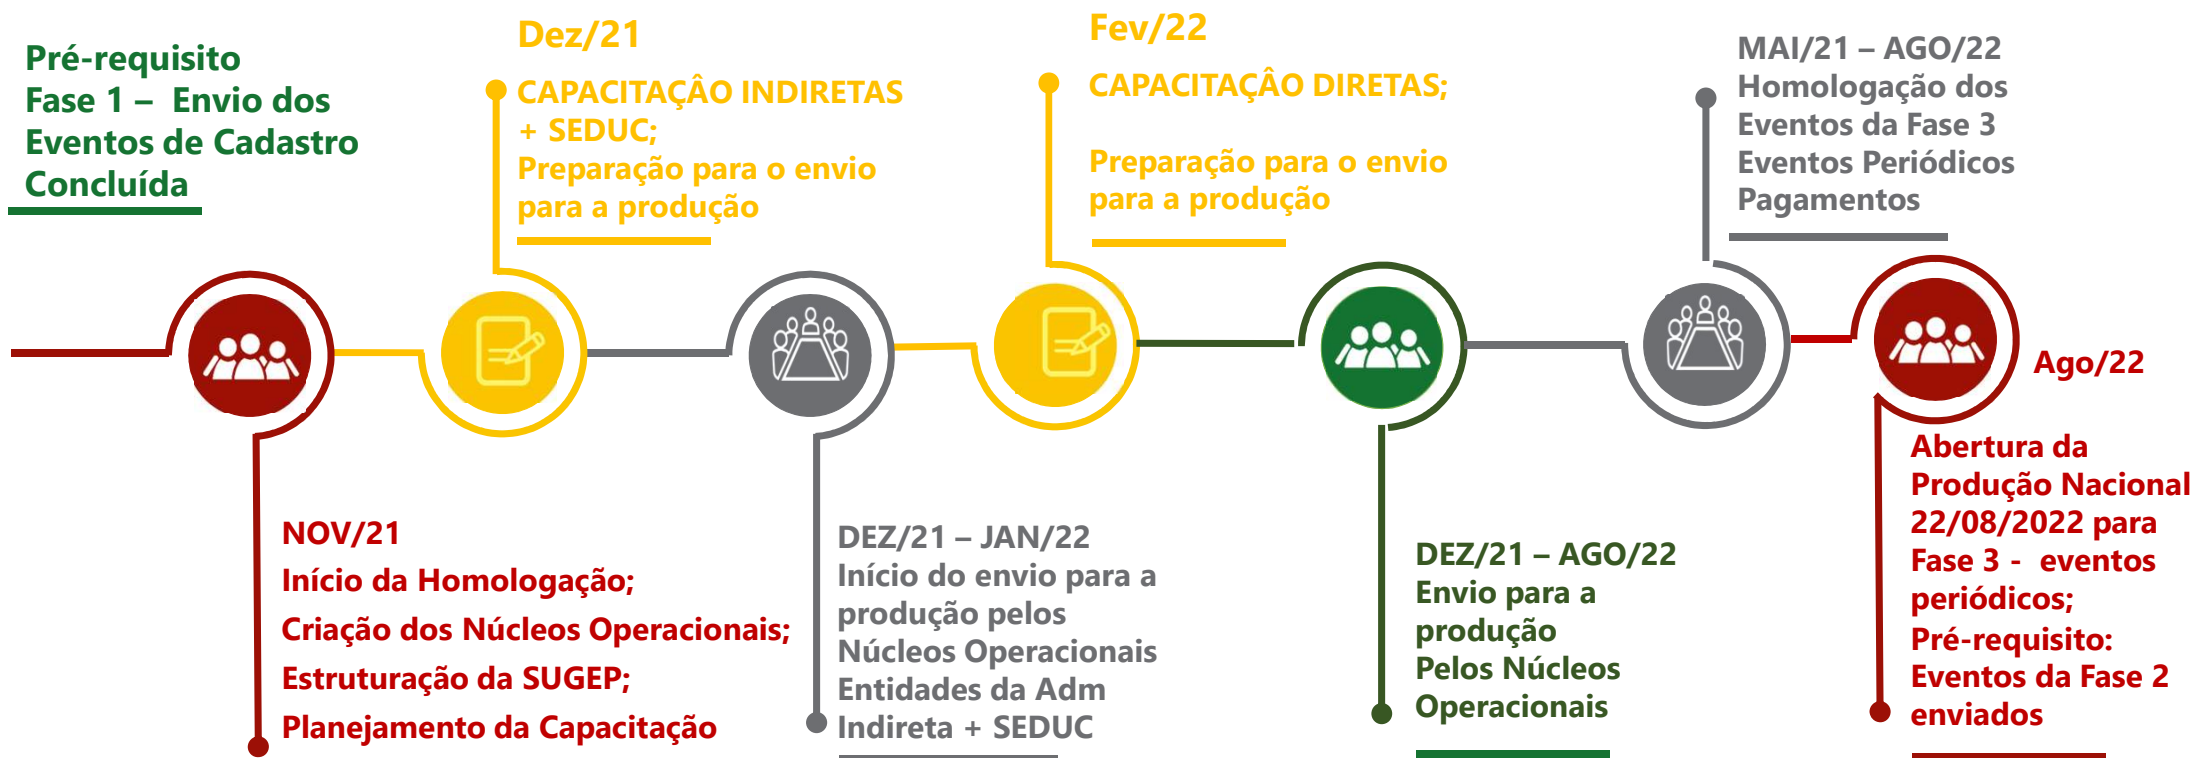 Pré-requisito
Fase 1 – Envio dos
Eventos de Cadastro
Concluída
Dez/21
CAPACITAÇÂO INDIRETAS
+ SEDUC;
Preparação para o envio
para a produção
Fev/22
CAPACITAÇÂO DIRETAS;
Preparação para o envio
para a produção
MAI/21 – AGO/22
Homologação dos
Eventos da Fase 3
Eventos Periódicos
Pagamentos
NOV/21
Início da Homologação;
Criação dos Núcleos Operacionais;
Estruturação da SUGEP;
Planejamento da Capacitação
DEZ/21 – JAN/22
Início do envio para a
produção pelos
Núcleos Operacionais
Entidades da Adm
Indireta + SEDUC
DEZ/21 – AGO/22
Envio para a
produção
Pelos Núcleos
Operacionais
Ago/22
Abertura da
Produção Nacional
22/08/2022 para
Fase 3 - eventos
periódicos;
Pré-requisito:
Eventos da Fase 2
enviados